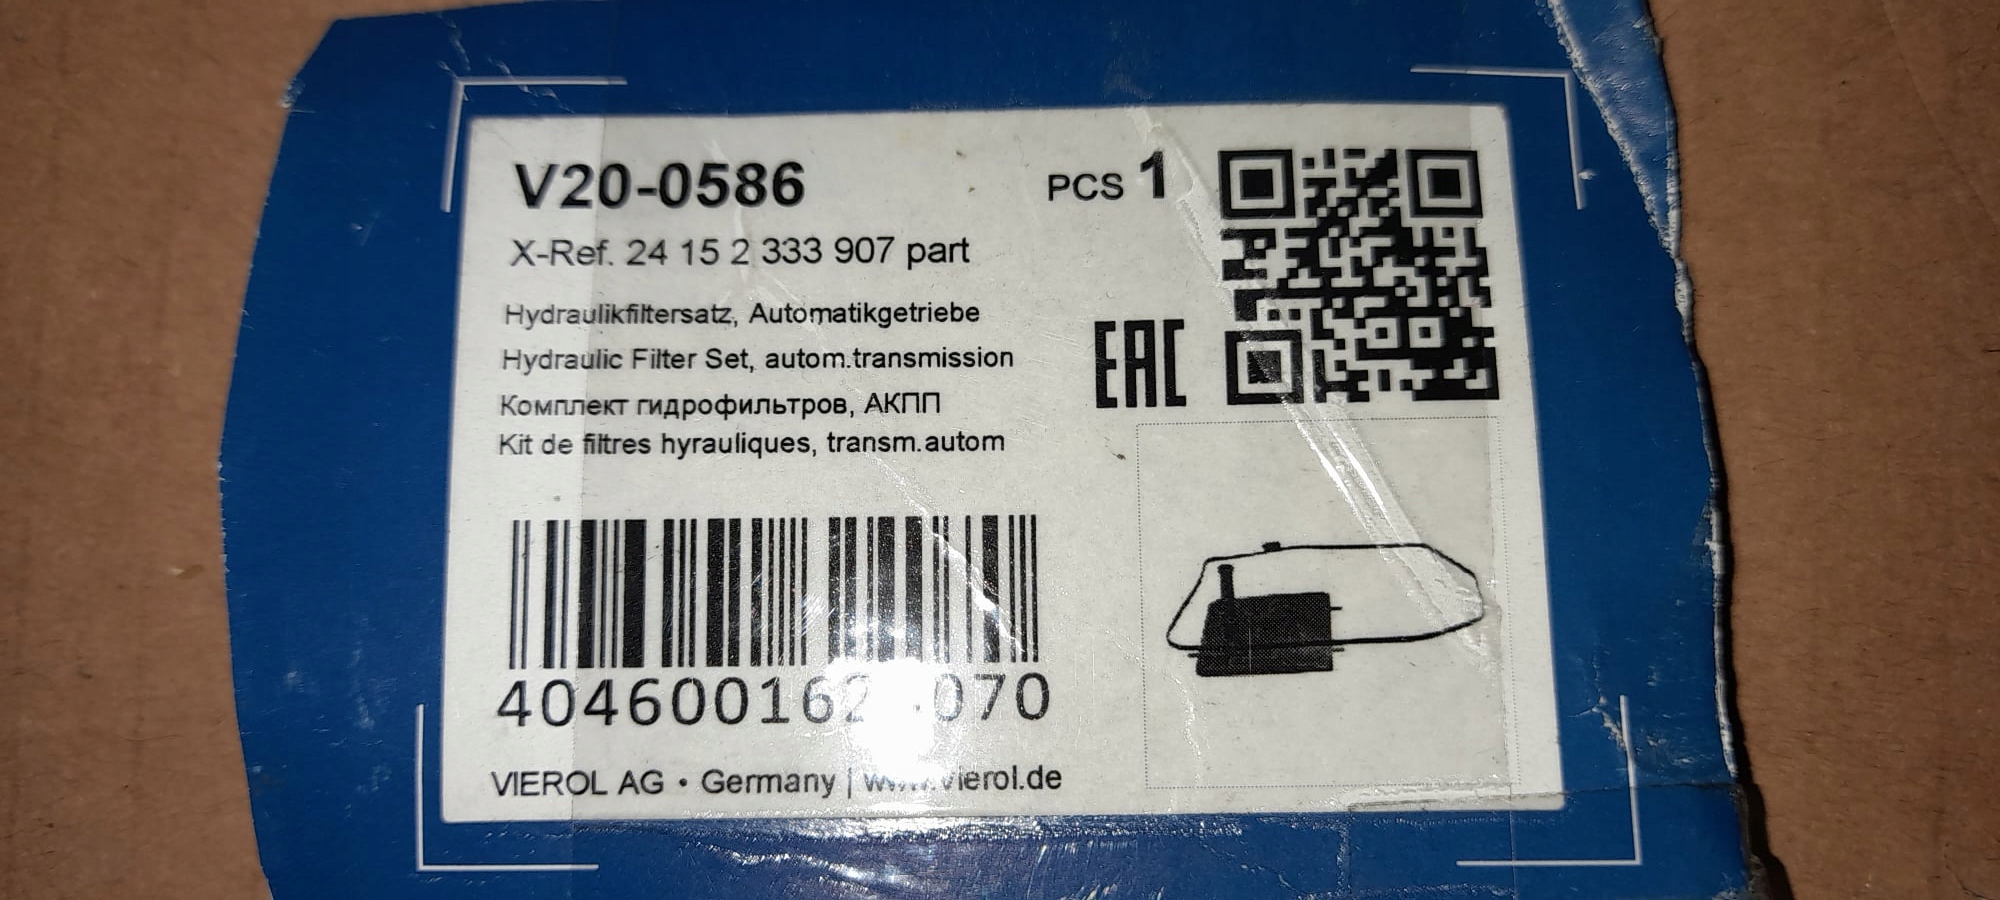 V20-0586
PCS 1
X-Ref. 24 15 2 333 907 part
Hydraulikfiltersatz, Automatikgetriebe
Hydraulic Filter Set, autom.transmission
Комплект гидрофильтров, АКПП
Kit de filtres hyrauliques, transm.autom
EAC
VIEROL AG • Germany | www.vierol.de